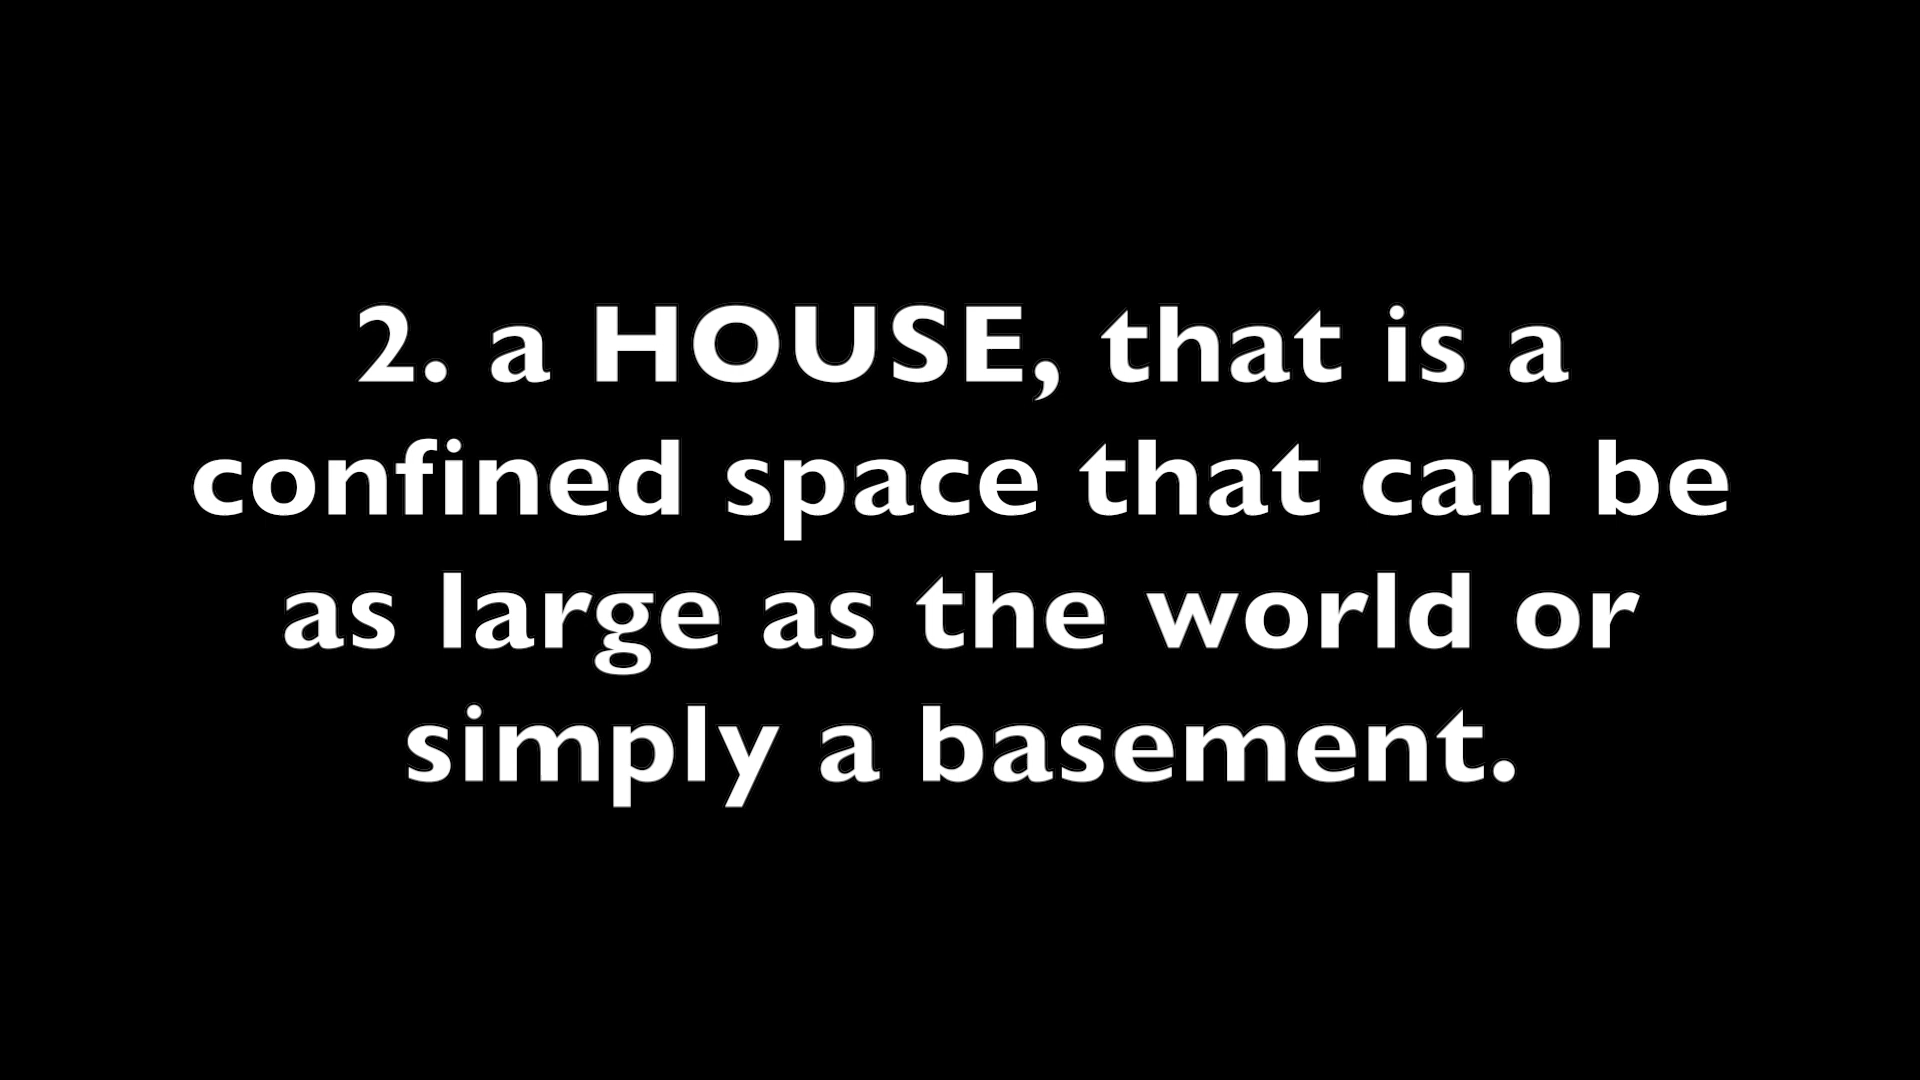 2. a HOUSE, that is a
confined space that can be
as large as the world or
simply a basement.